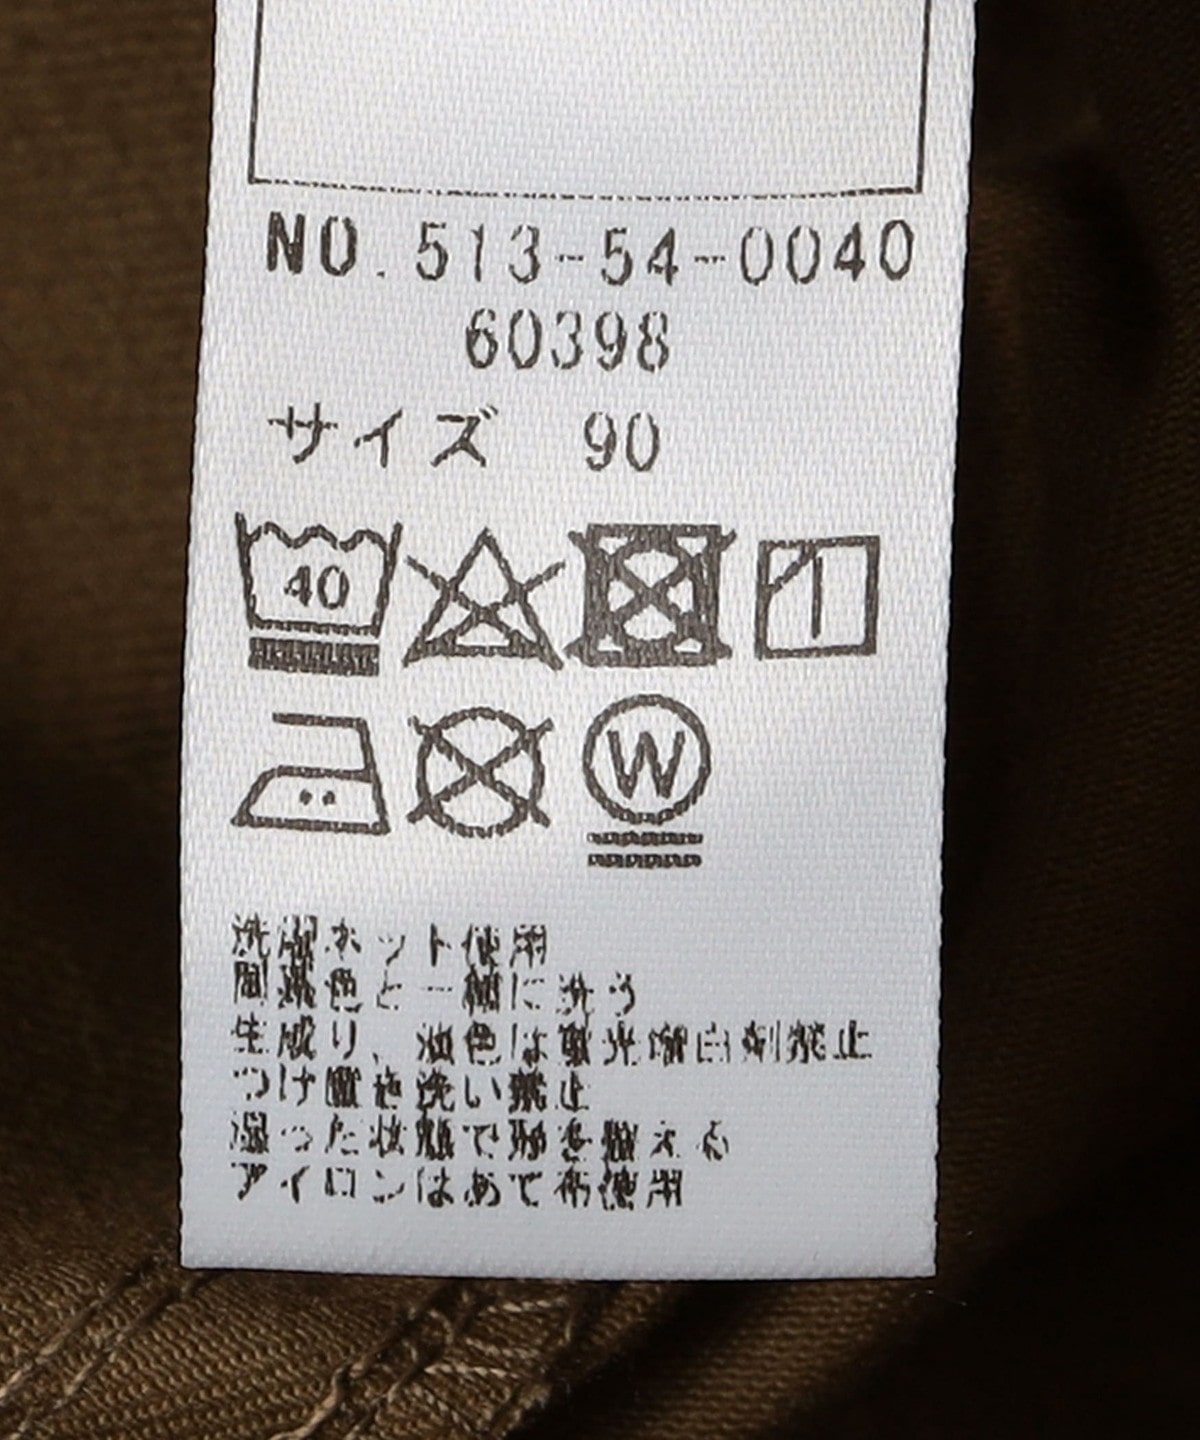 NO. 513-54-0040
60398
サイズ 90
40
W
洗濯ネット使用
同系色と一緒に洗う
生成り、淡色は蛍光増白剤禁止
つけ置き洗い禁止
湿った状態で形を整える
アイロンはあて布使用